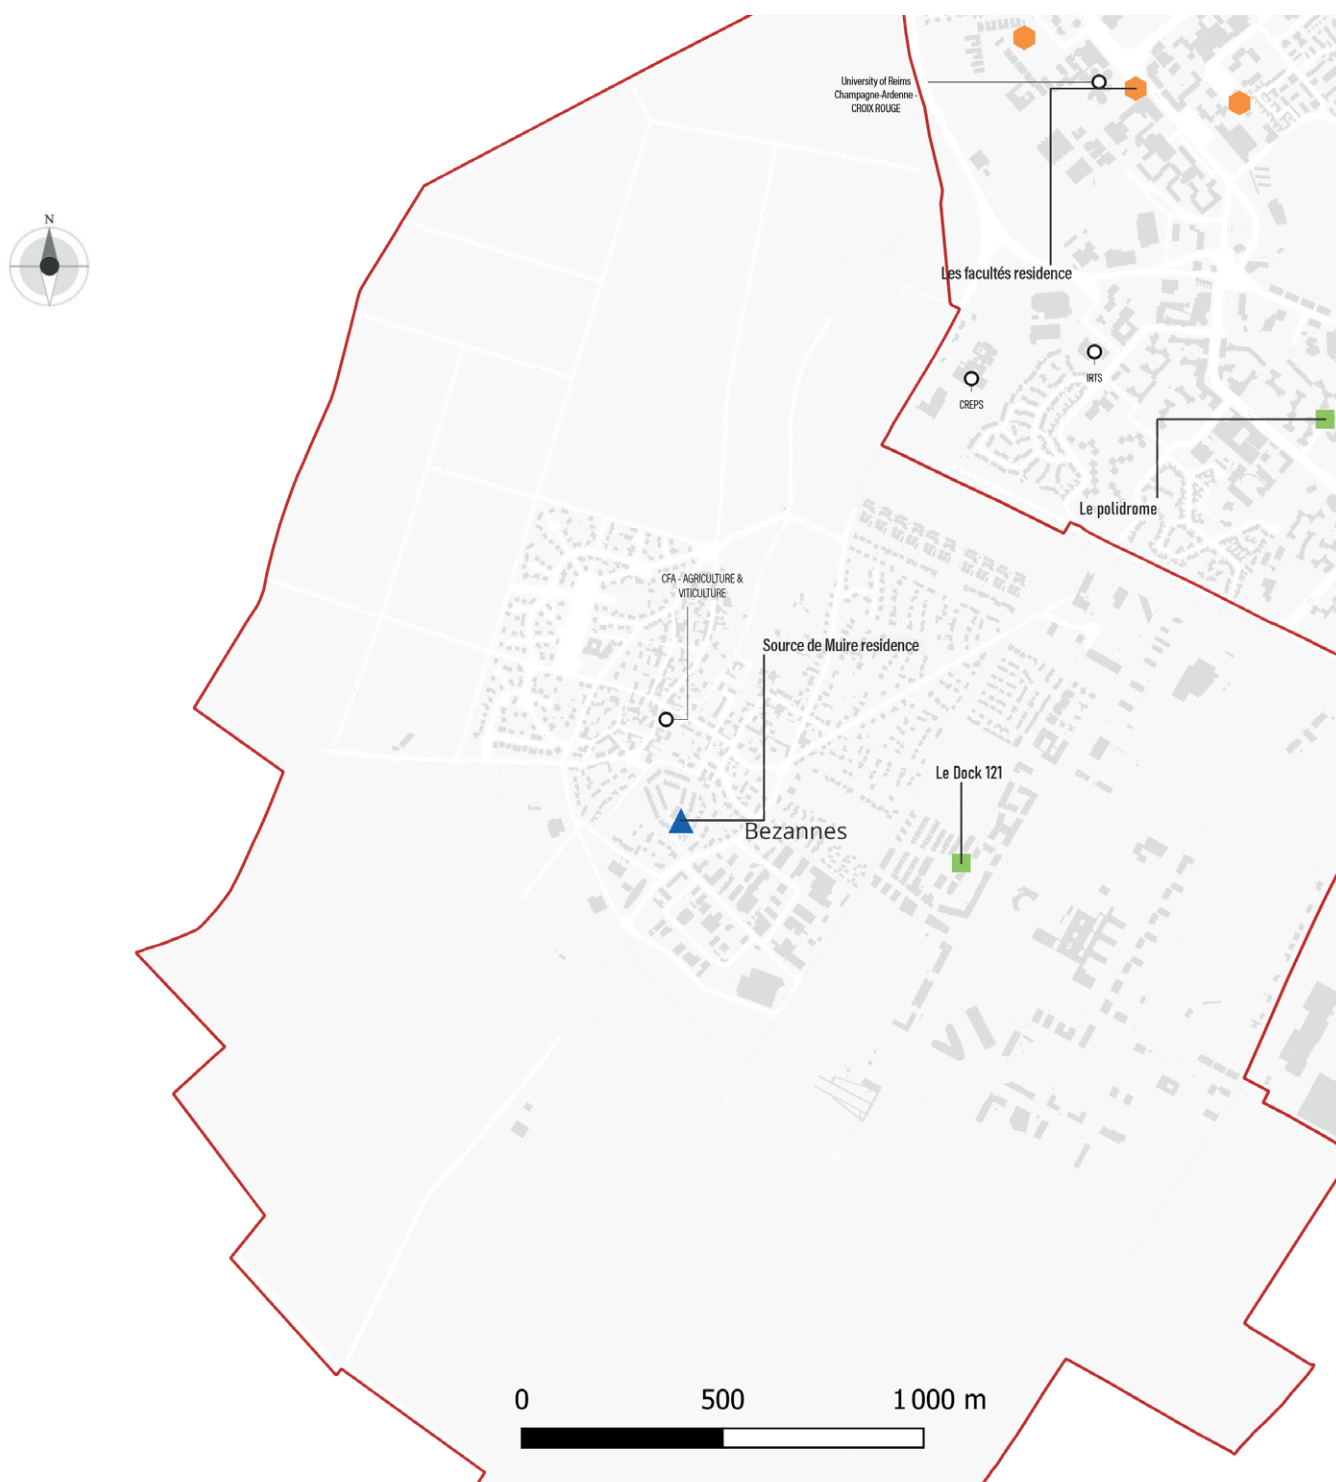 University of Reims
Champagne-Ardenne -
CROIX ROUGE
N
Les facultés residence
IRTS
CREPS
Le polidrome
CFA - AGRICULTURE &
VITICULTURE
Source de Muire residence
Le Dock 121
Bezannes
0 500 1 000 m